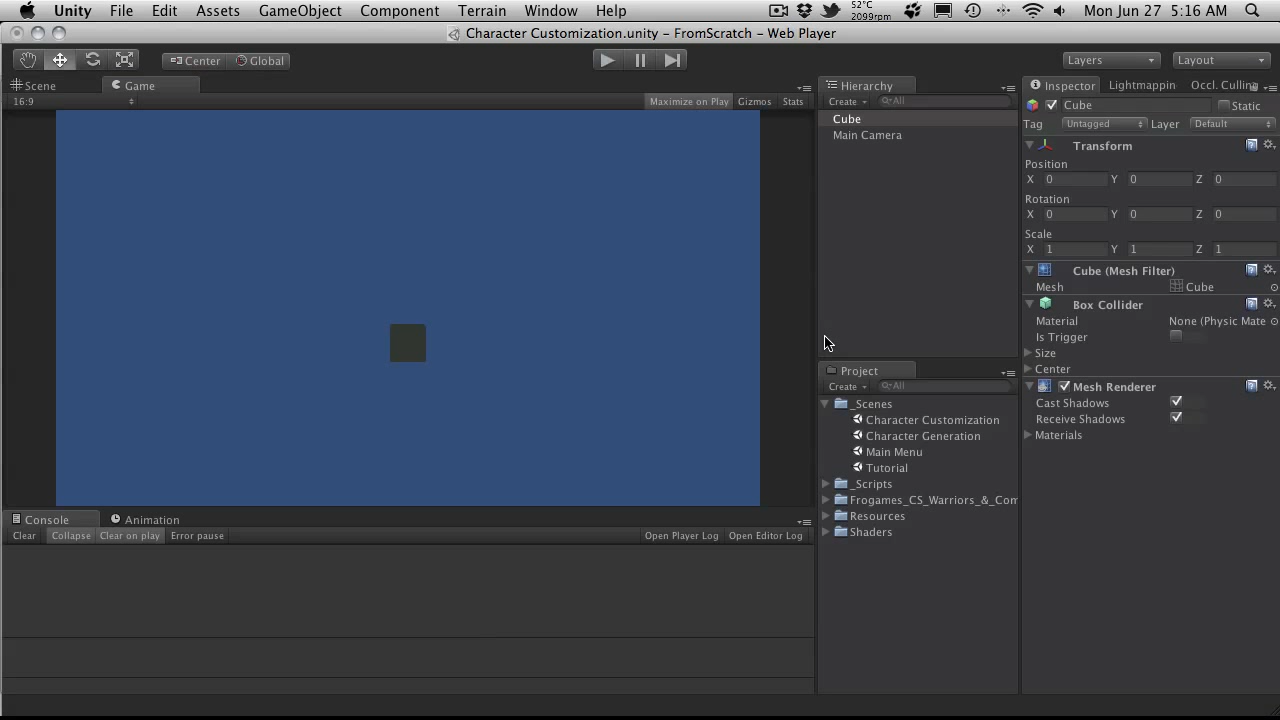 Unity File Edit Assets GameObject Component Terrain Window Help 52°C 2099rpm Mon Jun 27 5:16 AM
Character Customization.unity - FromScratch - Web Player
Center Global Layers Layout
Scene Game
16:9 Maximize on Play Gizmos Stats
Hierarchy
Create All
Cube
Main Camera
Project
Create All
_Scenes
Character Customization
Character Generation
Main Menu
Tutorial
_Scripts
Frogames_CS_Warriors_&_Com
Resources
Shaders
Inspector Lightmappin Occl. Culling
Cube Static
Tag Untagged Layer Default
Transform
Position
X 0 Y 0 Z 0
Rotation
X 0 Y 0 Z 0
Scale
X 1 Y 1 Z 1
Cube (Mesh Filter)
Mesh Cube
Box Collider
Material None (Physic Mate
Is Trigger
Size
Center
Mesh Renderer
Cast Shadows
Receive Shadows
Materials
Console Animation
Clear Collapse Clear on play Error pause Open Player Log Open Editor Log